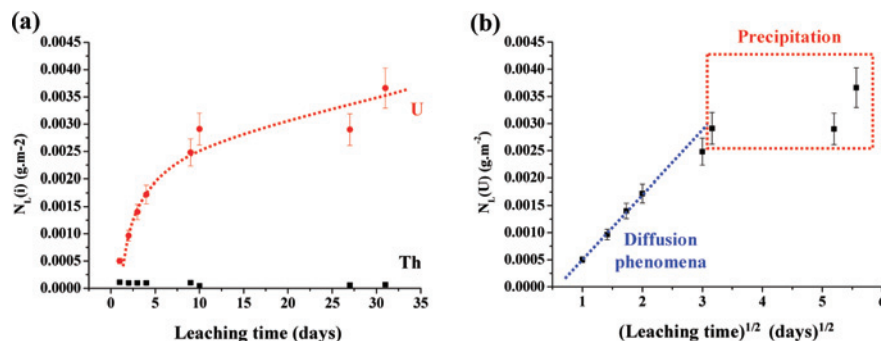 (a)
N_L(i) (g.m-2)
0.0045
0.0040
0.0035
0.0030
0.0025
0.0020
0.0015
0.0010
0.0005
0.0000
U
Th
0 5 10 15 20 25 30 35
Leaching time (days)
(b)
N_L(U) (g.m⁻²)
0.0045
0.0040
0.0035
0.0030
0.0025
0.0020
0.0015
0.0010
0.0005
0.0000
Precipitation
Diffusion
phenomena
1 2 3 4 5 6
(Leaching time)^1/2 (days)^1/2